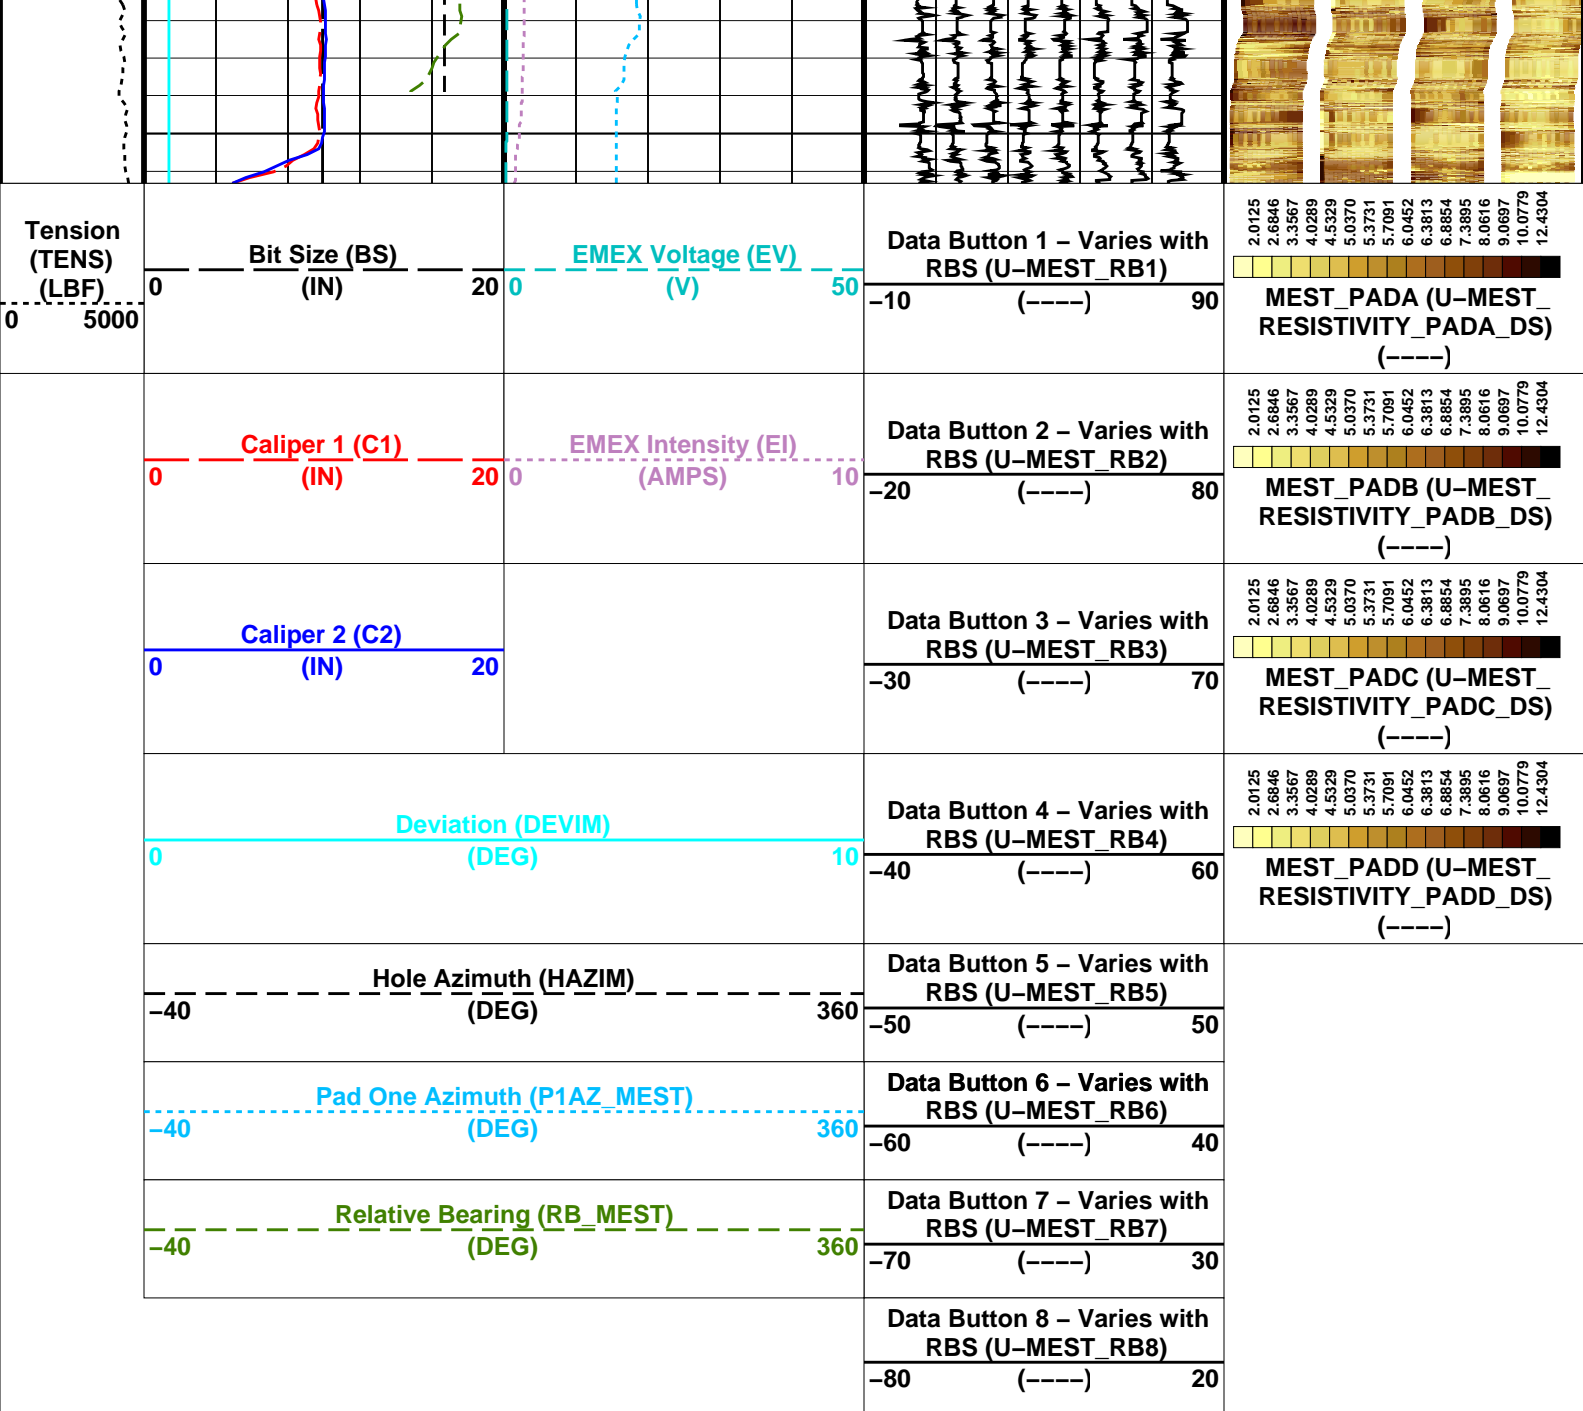 Tension
(TENS)
(LBF)
0 5000
Bit Size (BS)
0 (IN) 20
EMEX Voltage (EV)
0 (V) 50
Data Button 1 – Varies with
RBS (U–MEST_RB1)
–10 (––––) 90
2.0125
2.6846
3.3567
4.0289
4.5329
5.0370
5.3731
5.7091
6.0452
6.3813
6.8854
7.3895
8.0616
9.0697
10.0779
12.4304
MEST_PADA (U–MEST_
RESISTIVITY_PADA_DS)
(––––)
Caliper 1 (C1)
0 (IN) 20
EMEX Intensity (EI)
0 (AMPS) 10
Data Button 2 – Varies with
RBS (U–MEST_RB2)
–20 (––––) 80
2.0125
2.6846
3.3567
4.0289
4.5329
5.0370
5.3731
5.7091
6.0452
6.3813
6.8854
7.3895
8.0616
9.0697
10.0779
12.4304
MEST_PADB (U–MEST_
RESISTIVITY_PADB_DS)
(––––)
Caliper 2 (C2)
0 (IN) 20
Data Button 3 – Varies with
RBS (U–MEST_RB3)
–30 (––––) 70
2.0125
2.6846
3.3567
4.0289
4.5329
5.0370
5.3731
5.7091
6.0452
6.3813
6.8854
7.3895
8.0616
9.0697
10.0779
12.4304
MEST_PADC (U–MEST_
RESISTIVITY_PADC_DS)
(––––)
Deviation (DEVIM)
0 (DEG) 10
Data Button 4 – Varies with
RBS (U–MEST_RB4)
–40 (––––) 60
2.0125
2.6846
3.3567
4.0289
4.5329
5.0370
5.3731
5.7091
6.0452
6.3813
6.8854
7.3895
8.0616
9.0697
10.0779
12.4304
MEST_PADD (U–MEST_
RESISTIVITY_PADD_DS)
(––––)
Hole Azimuth (HAZIM)
–40 (DEG) 360
Data Button 5 – Varies with
RBS (U–MEST_RB5)
–50 (––––) 50
Pad One Azimuth (P1AZ_MEST)
–40 (DEG) 360
Data Button 6 – Varies with
RBS (U–MEST_RB6)
–60 (––––) 40
Relative Bearing (RB_MEST)
–40 (DEG) 360
Data Button 7 – Varies with
RBS (U–MEST_RB7)
–70 (––––) 30
Data Button 8 – Varies with
RBS (U–MEST_RB8)
–80 (––––) 20